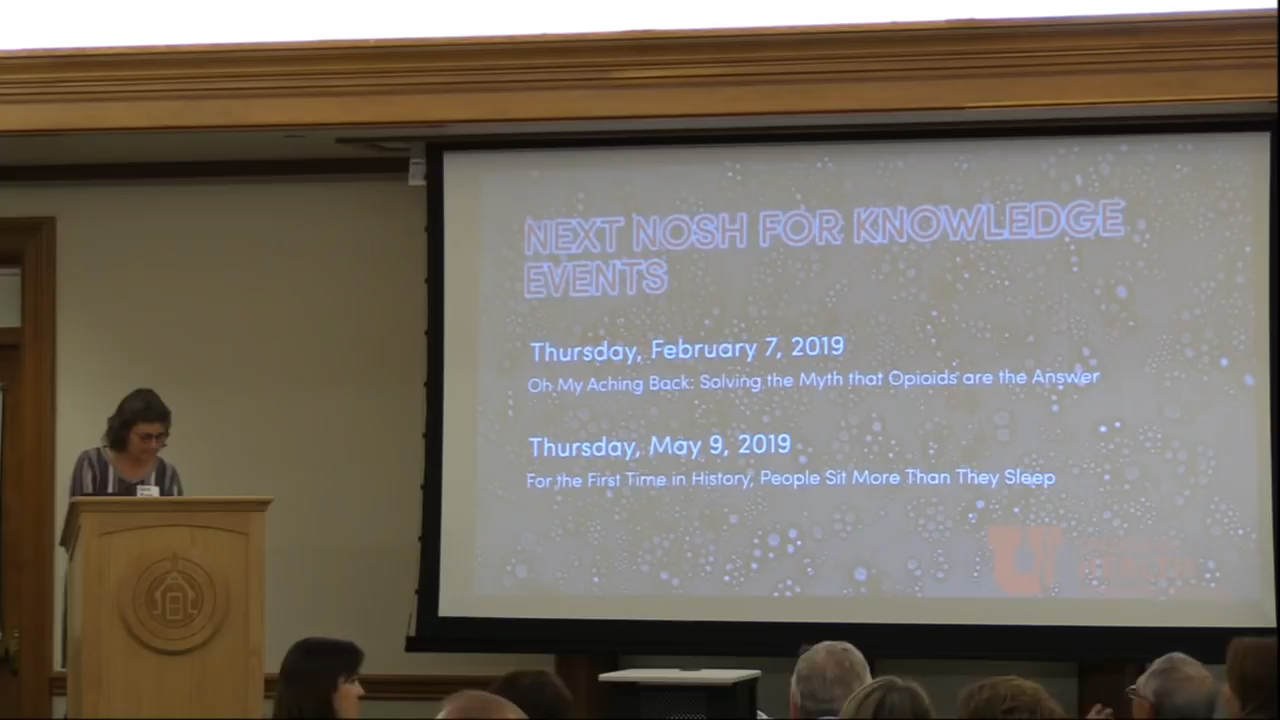 NEXT NOSH FOR KNOWLEDGE
EVENTS
Thursday, February 7, 2019
Oh My Aching Back: Solving the Myth that Opioids are the Answer
Thursday, May 9, 2019
For the First Time in History, People Sit More Than They Sleep
U